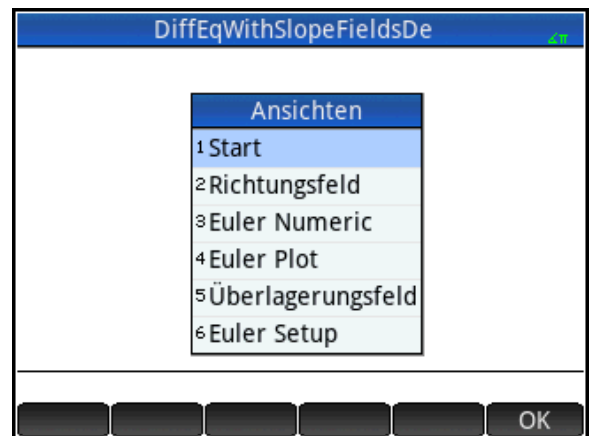 DiffEqWithSlopeFieldsDe
∡π
Ansichten
1 Start
2 Richtungsfeld
3 Euler Numeric
4 Euler Plot
5 Überlagerungsfeld
6 Euler Setup
OK